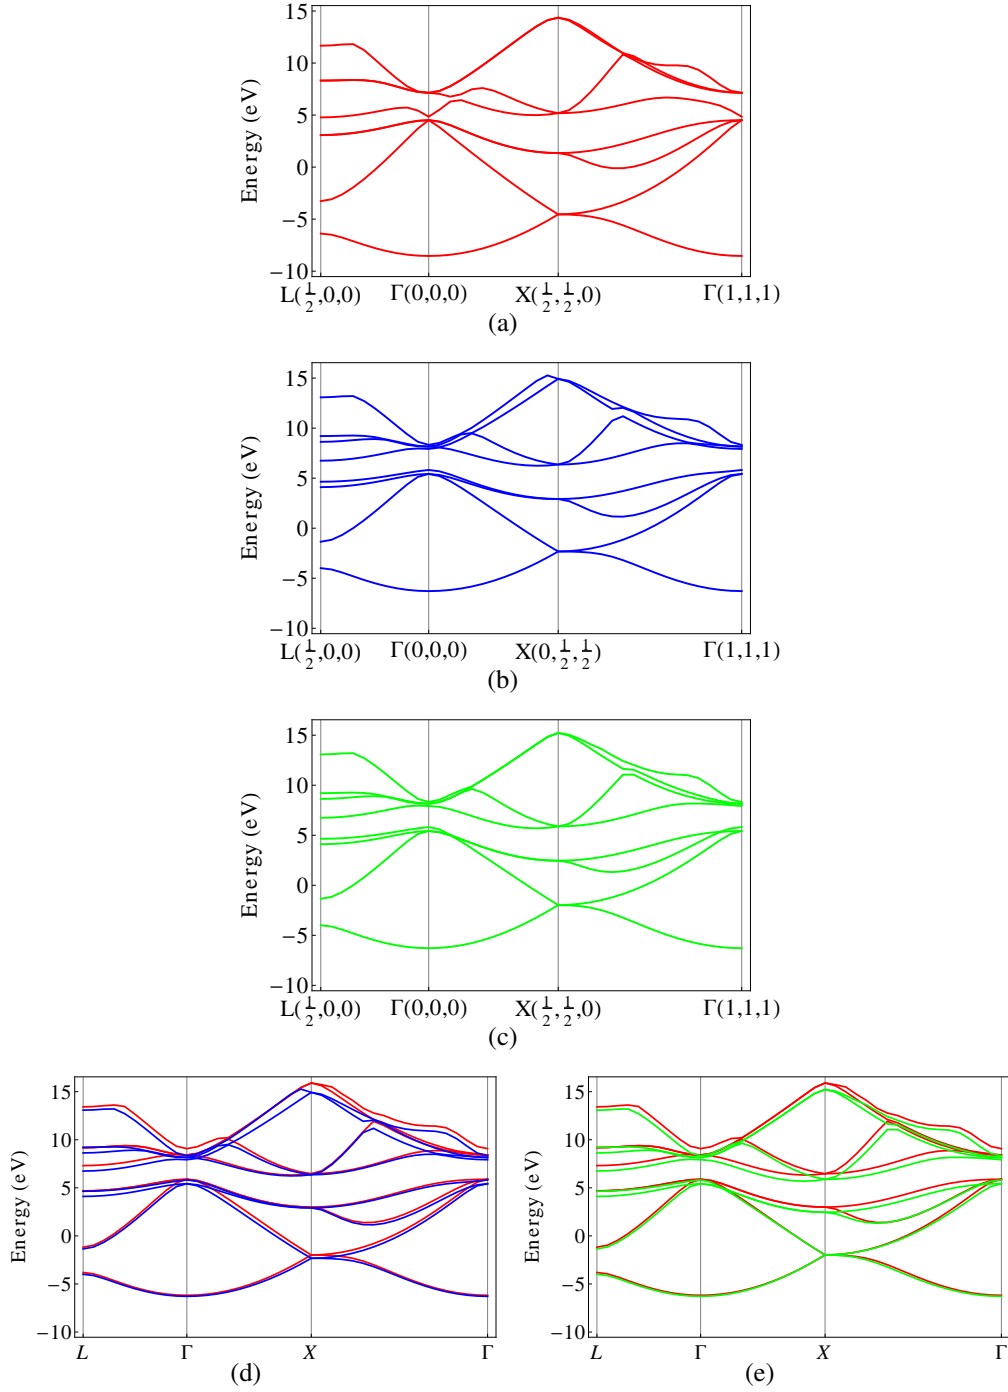 15
10
5
0
−5
−10
Energy (eV)
L(1/2,0,0) Γ(0,0,0) X(1/2,1/2,0) Γ(1,1,1)
(a)
15
10
5
0
−5
−10
Energy (eV)
L(1/2,0,0) Γ(0,0,0) X(0,1/2,1/2) Γ(1,1,1)
(b)
15
10
5
0
−5
−10
Energy (eV)
L(1/2,0,0) Γ(0,0,0) X(1/2,1/2,0) Γ(1,1,1)
(c)
15
10
5
0
−5
−10
Energy (eV)
L Γ X Γ
(d)
15
10
5
0
−5
−10
Energy (eV)
L Γ X Γ
(e)